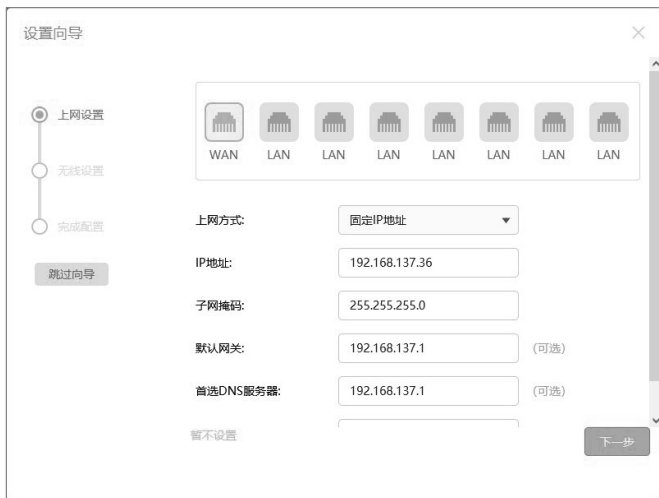 设置向导
上网设置
无线设置
完成配置
跳过向导
WAN LAN LAN LAN LAN LAN LAN LAN
上网方式: 固定IP地址
IP地址: 192.168.137.36
子网掩码: 255.255.255.0
默认网关: 192.168.137.1 (可选)
首选DNS服务器: 192.168.137.1 (可选)
暂不设置
下一步